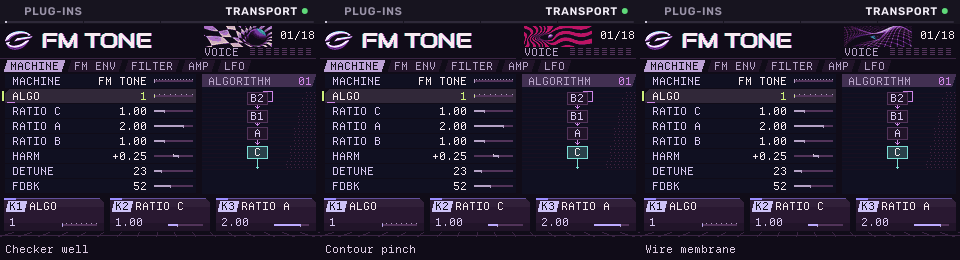 PLUG-INS TRANSPORT
FM TONE 01/18
VOICE
MACHINE FM ENV FILTER AMP LFO
MACHINE FM TONE ALGORITHM 01
ALGO 1 B2
RATIO C 1.00 B1
RATIO A 2.00 A
RATIO B 1.00 C
HARM +0.25
DETUNE 23
FDBK 52
K1 ALGO K2 RATIO C K3 RATIO A
1 1.00 2.00
Checker well
PLUG-INS TRANSPORT
FM TONE 01/18
VOICE
MACHINE FM ENV FILTER AMP LFO
MACHINE FM TONE ALGORITHM 01
ALGO 1 B2
RATIO C 1.00 B1
RATIO A 2.00 A
RATIO B 1.00 C
HARM +0.25
DETUNE 23
FDBK 52
K1 ALGO K2 RATIO C K3 RATIO A
1 1.00 2.00
Contour pinch
PLUG-INS TRANSPORT
FM TONE 01/18
VOICE
MACHINE FM ENV FILTER AMP LFO
MACHINE FM TONE ALGORITHM 01
ALGO 1 B2
RATIO C 1.00 B1
RATIO A 2.00 A
RATIO B 1.00 C
HARM +0.25
DETUNE 23
FDBK 52
K1 ALGO K2 RATIO C K3 RATIO A
1 1.00 2.00
Wire membrane